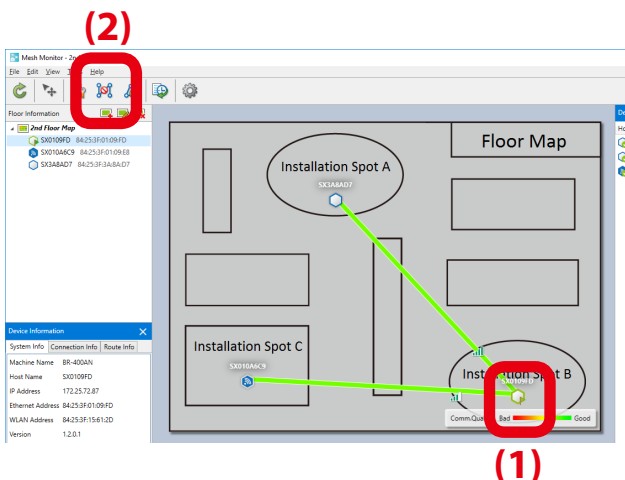 (2)
Mesh Monitor - 2n
File Edit View Help
Floor Information
2nd Floor Map
SX0109FD 84:25:3F:01:09:FD
SX010A6C9 84:25:3F:01:09:E8
SX348AD7 84:25:3F:3A:8A:D7
Device Information
System Info Connection Info Route Info
Machine Name BR-400AN
Host Name SX0109FD
IP Address 172.25.72.87
Ethernet Address 84:25:3F:01:09:FD
WLAN Address 84:25:3F:15:61:2D
Version 1.2.0.1
Floor Map
Installation Spot A
SX3A8AD7
Installation Spot C
SX010A6C9
Installation Spot B
SX0109FD
Comm.Qua Bad Good
De
Ho
(1)